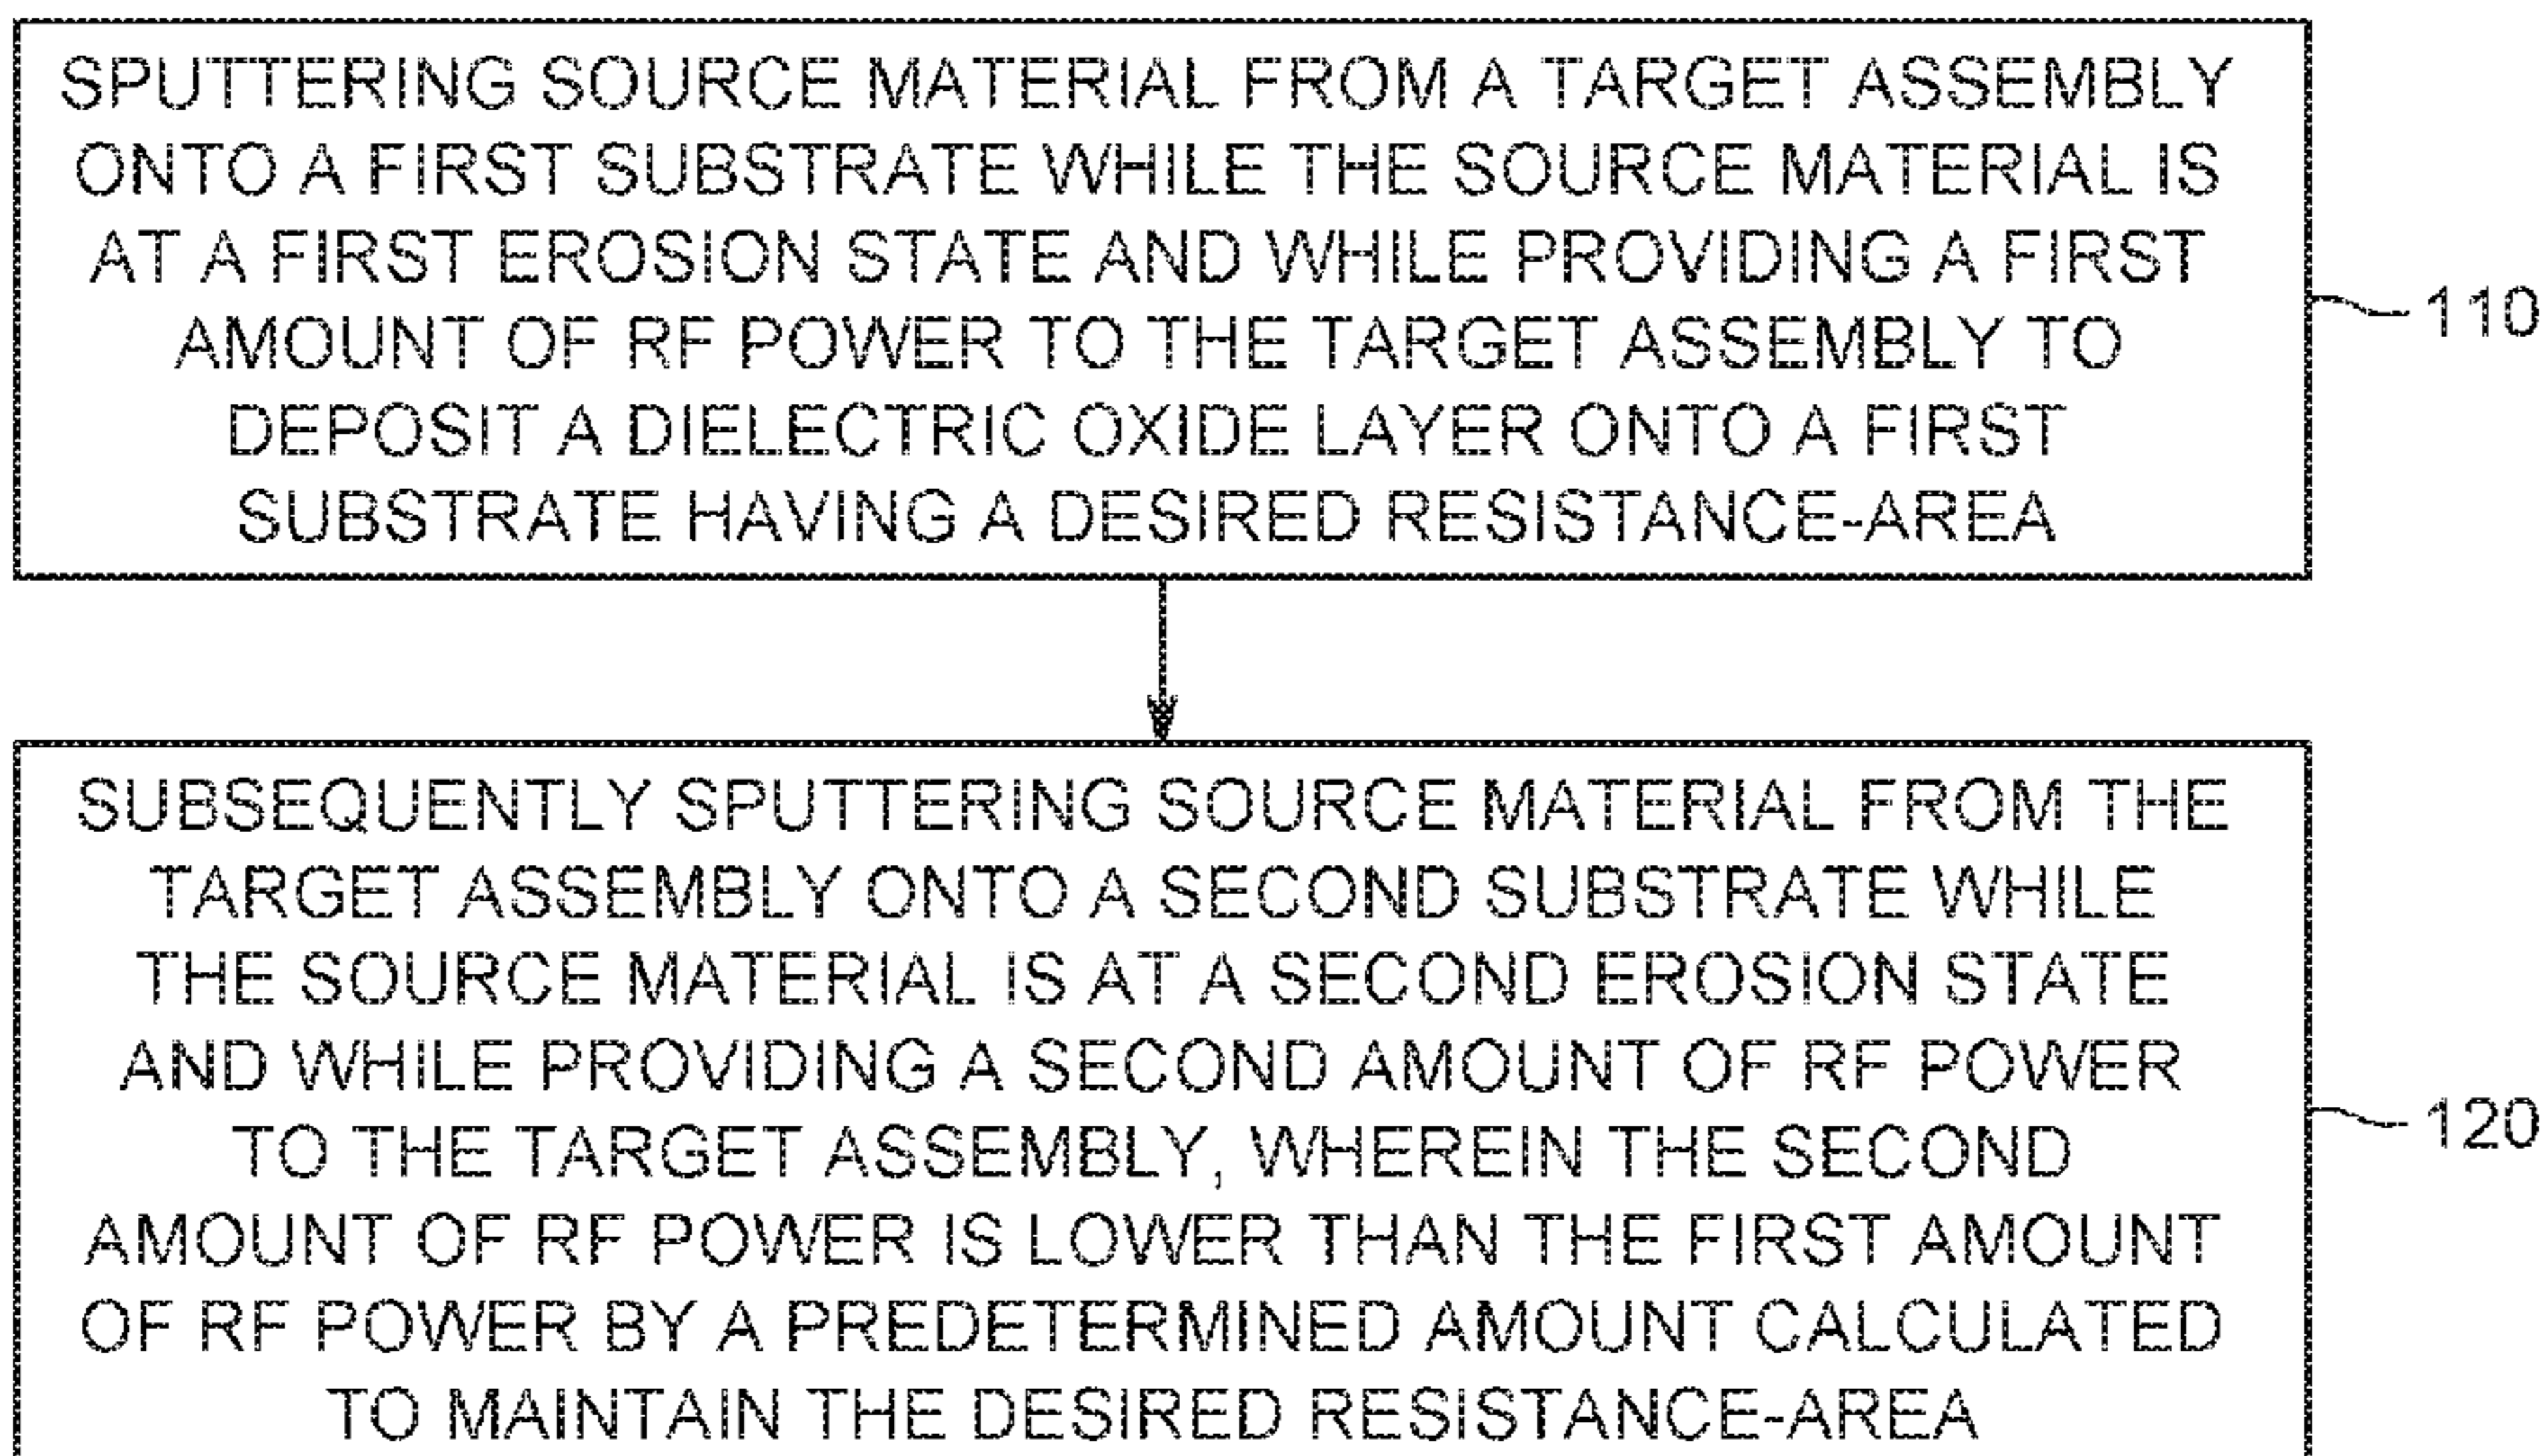 SPUTTERING SOURCE MATERIAL FROM A TARGET ASSEMBLY
ONTO A FIRST SUBSTRATE WHILE THE SOURCE MATERIAL IS
AT A FIRST EROSION STATE AND WHILE PROVIDING A FIRST
AMOUNT OF RF POWER TO THE TARGET ASSEMBLY TO
DEPOSIT A DIELECTRIC OXIDE LAYER ONTO A FIRST
SUBSTRATE HAVING A DESIRED RESISTANCE-AREA
110
SUBSEQUENTLY SPUTTERING SOURCE MATERIAL FROM THE
TARGET ASSEMBLY ONTO A SECOND SUBSTRATE WHILE
THE SOURCE MATERIAL IS AT A SECOND EROSION STATE
AND WHILE PROVIDING A SECOND AMOUNT OF RF POWER
TO THE TARGET ASSEMBLY, WHEREIN THE SECOND
AMOUNT OF RF POWER IS LOWER THAN THE FIRST AMOUNT
OF RF POWER BY A PREDETERMINED AMOUNT CALCULATED
TO MAINTAIN THE DESIRED RESISTANCE-AREA
120